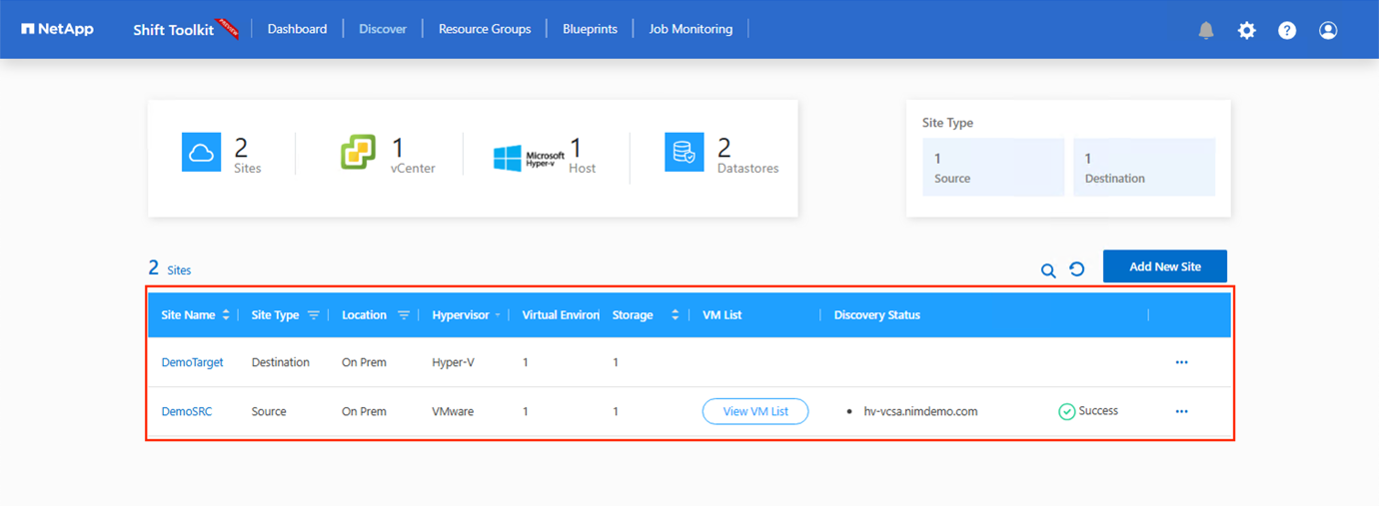 NetApp Shift Toolkit PREVIEW Dashboard Discover Resource Groups Blueprints Job Monitoring
Site Type
2 Sites
1 vCenter
Microsoft Hyper-v 1 Host
2 Datastores
1 Source
1 Destination
2 Sites
Add New Site
Site Name Site Type Location Hypervisor Virtual Environ Storage VM List Discovery Status
DemoTarget Destination On Prem Hyper-V 1 1 ...
DemoSRC Source On Prem VMware 1 1 View VM List • hv-vcsa.nimdemo.com Success ...